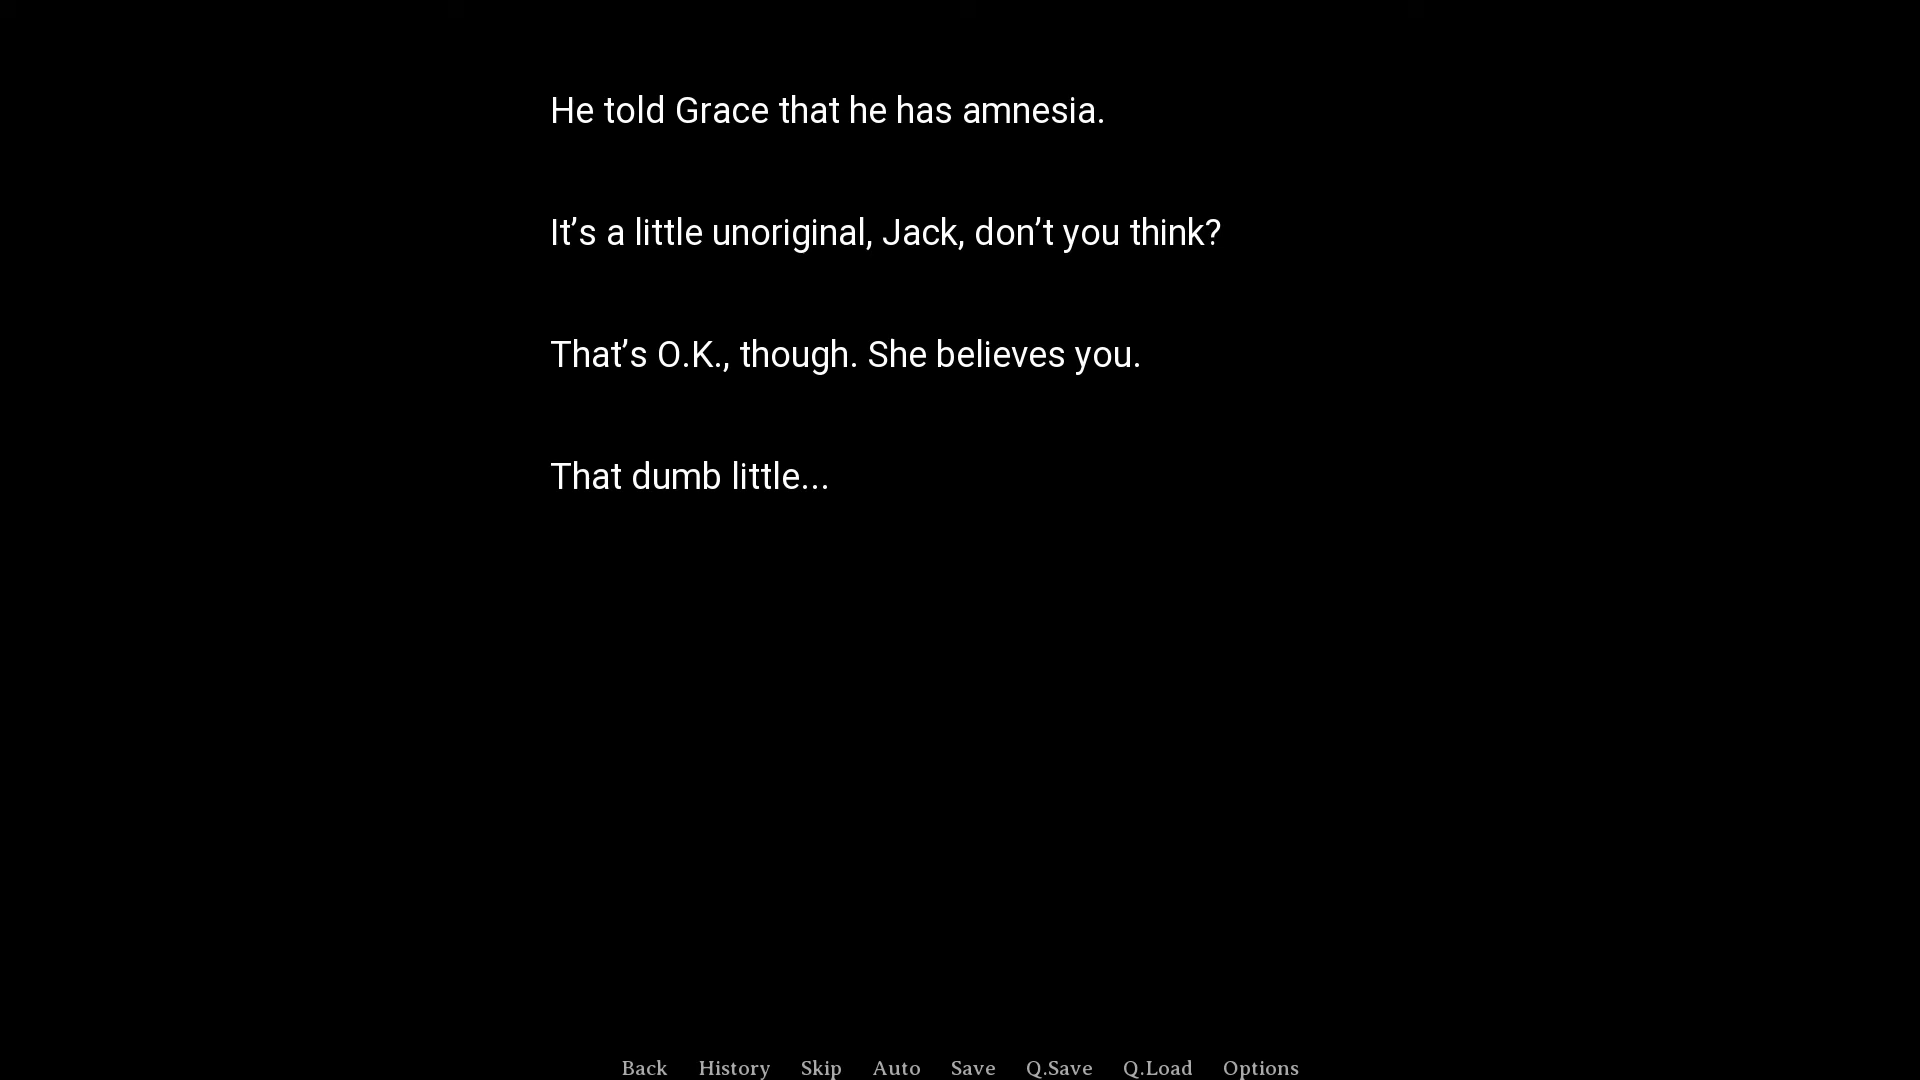 He told Grace that he has amnesia.
It’s a little unoriginal, Jack, don’t you think?
That’s O.K., though. She believes you.
That dumb little...
Back History Skip Auto Save Q.Save Q.Load Options